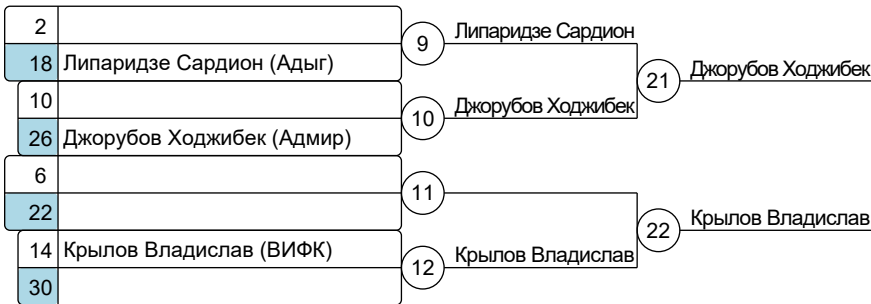 2
18 Липаридзе Сардион (Адыг)
9 Липаридзе Сардион
10
26 Джорубов Ходжибек (Адмир)
10 Джорубов Ходжибек
21 Джорубов Ходжибек
6
22
11
14 Крылов Владислав (ВИФК)
30
12 Крылов Владислав
22 Крылов Владислав